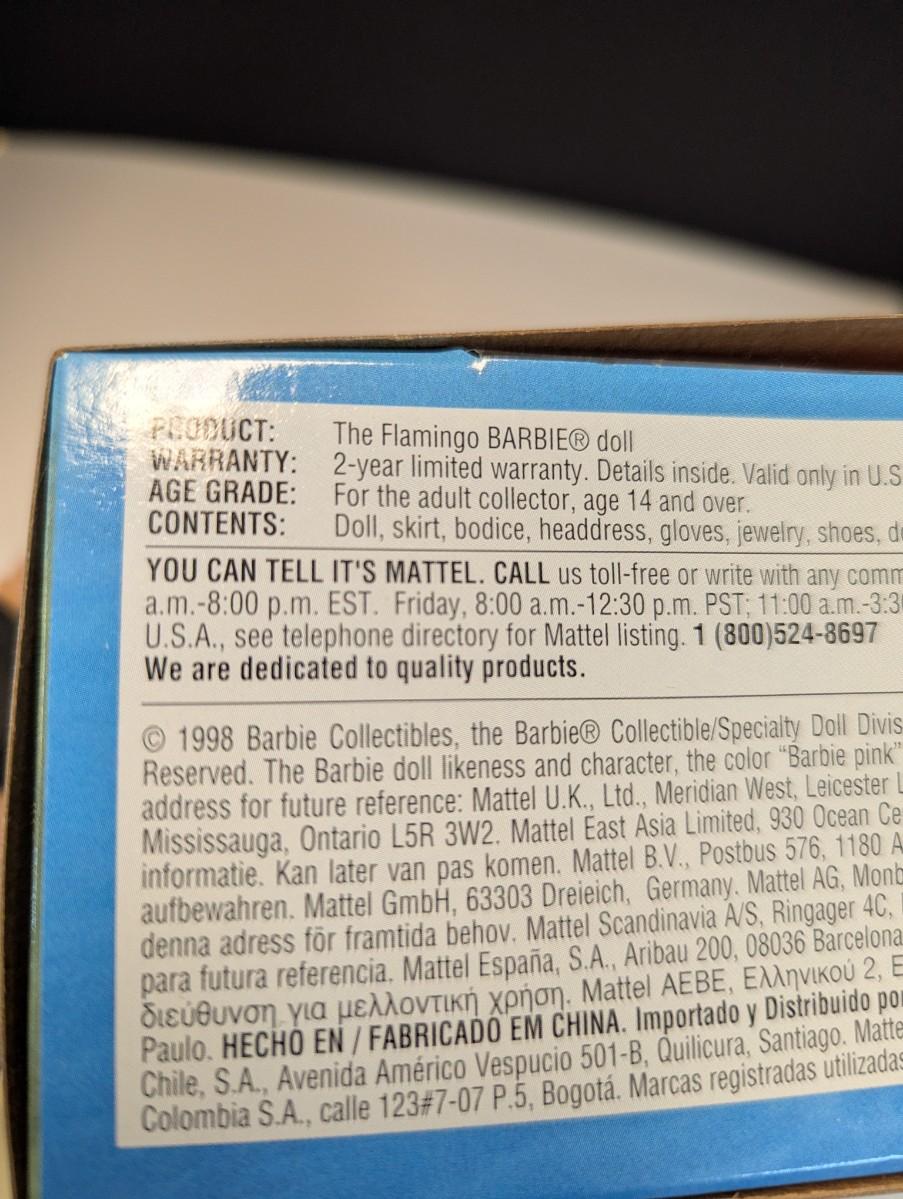 PRODUCT: The Flamingo BARBIE® doll
WARRANTY: 2-year limited warranty. Details inside. Valid only in U.S
AGE GRADE: For the adult collector, age 14 and over.
CONTENTS: Doll, skirt, bodice, headdress, gloves, jewelry, shoes,
YOU CAN TELL IT'S MATTEL. CALL us toll-free or write with any comm
a.m.-8:00 p.m. EST. Friday, 8:00 a.m.-12:30 p.m. PST; 11:00 a.m.-3:3
U.S.A., see telephone directory for Mattel listing. 1 (800)524-8697
We are dedicated to quality products.
© 1998 Barbie Collectibles, the Barbie® Collectible/Specialty Doll Divis
Reserved. The Barbie doll likeness and character, the color “Barbie pink”
address for future reference: Mattel U.K., Ltd., Meridian West, Leicester L
Mississauga, Ontario L5R 3W2. Mattel East Asia Limited, 930 Ocean Ce
informatie. Kan later van pas komen. Mattel B.V., Postbus 576, 1180 A
aufbewahren. Mattel GmbH, 63303 Dreieich, Germany. Mattel AG, Monb
denna adress för framtida behov. Mattel Scandinavia A/S, Ringager 4C,
para futura referencia. Mattel España, S.A., Aribau 200, 08036 Barcelona
διεύθυνση για μελλοντική χρήση. Mattel AEBE, Ελληνικού 2, Ε
Paulo. HECHO EN / FABRICADO EM CHINA. Importado y Distribuido por
Chile, S.A., Avenida Américo Vespucio 501-B, Quilicura, Santiago. Matte
Colombia S.A., calle 123#7-07 P.5, Bogotá. Marcas registradas utilizadas